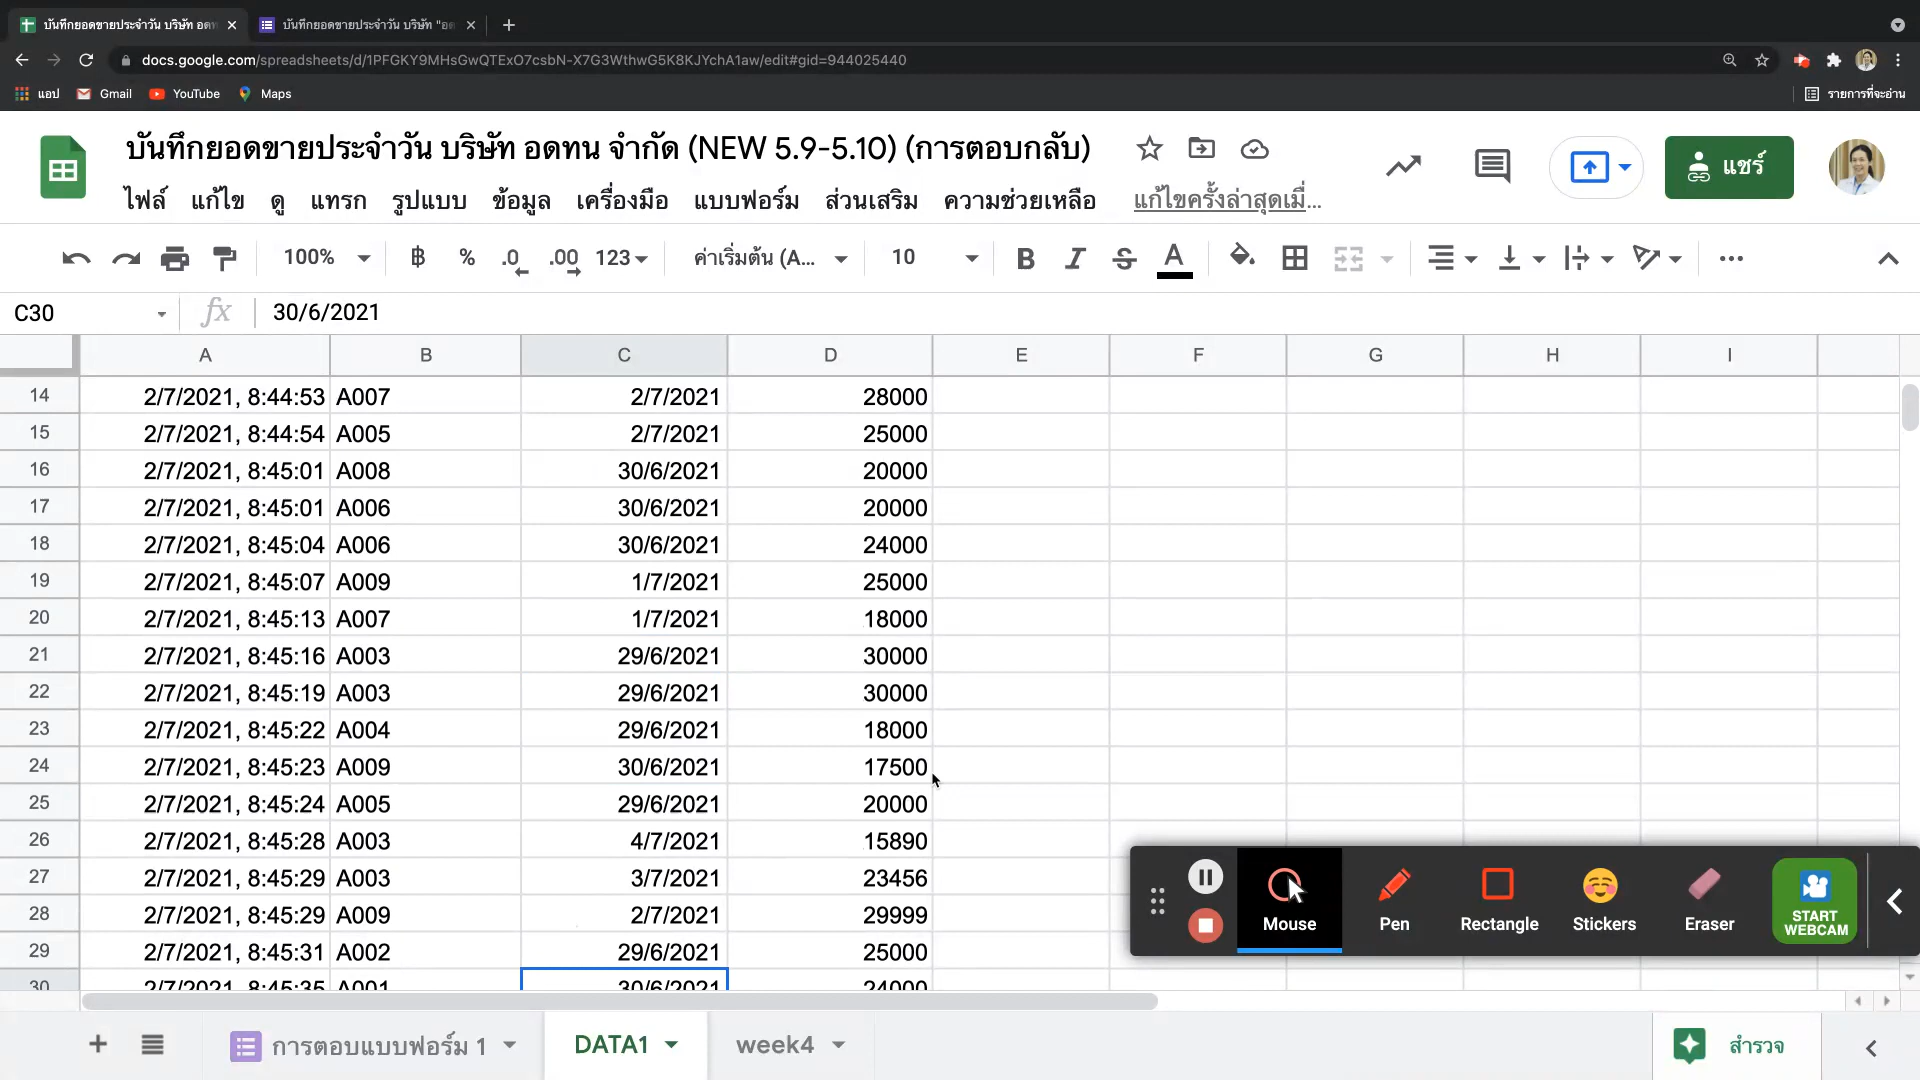 บันทึกยอดขายประจำวัน บริษัท อดท
บันทึกยอดขายประจำวัน บริษัท "อด
docs.google.com/spreadsheets/d/1PFGKY9MHsGwQTExO7csbN-X7G3WthwG5K8KJYchA1aw/edit#gid=944025440
แอป Gmail YouTube Maps รายการที่จะอ่าน
บันทึกยอดขายประจำวัน บริษัท อดทน จำกัด (NEW 5.9-5.10) (การตอบกลับ)
แชร์
ไฟล์ แก้ไข ดู แทรก รูปแบบ ข้อมูล เครื่องมือ แบบฟอร์ม ส่วนเสริม ความช่วยเหลือ แก้ไขครั้งล่าสุดเมื่...
100% ฿ % .0 .00 123 ค่าเริ่มต้น (A... 10 B I S A
C30 fx 30/6/2021
A B C D E F G H I
14 2/7/2021, 8:44:53 A007 2/7/2021 28000
15 2/7/2021, 8:44:54 A005 2/7/2021 25000
16 2/7/2021, 8:45:01 A008 30/6/2021 20000
17 2/7/2021, 8:45:01 A006 30/6/2021 20000
18 2/7/2021, 8:45:04 A006 30/6/2021 24000
19 2/7/2021, 8:45:07 A009 1/7/2021 25000
20 2/7/2021, 8:45:13 A007 1/7/2021 18000
21 2/7/2021, 8:45:16 A003 29/6/2021 30000
22 2/7/2021, 8:45:19 A003 29/6/2021 30000
23 2/7/2021, 8:45:22 A004 29/6/2021 18000
24 2/7/2021, 8:45:23 A009 30/6/2021 17500
25 2/7/2021, 8:45:24 A005 29/6/2021 20000
26 2/7/2021, 8:45:28 A003 4/7/2021 15890
27 2/7/2021, 8:45:29 A003 3/7/2021 23456
28 2/7/2021, 8:45:29 A009 2/7/2021 29999
29 2/7/2021, 8:45:31 A002 29/6/2021 25000
30 2/7/2021, 8:45:35 A001 30/6/2021 24000
Mouse Pen Rectangle Stickers Eraser
START
WEBCAM
การตอบแบบฟอร์ม 1 DATA1 week4 สำรวจ